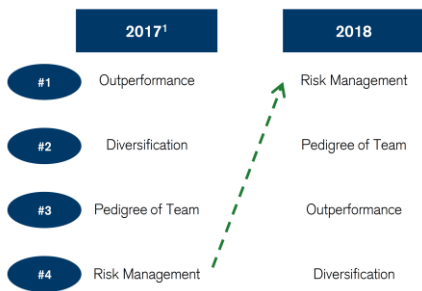 2017¹ 2018
#1 Outperformance Risk Management
#2 Diversification Pedigree of Team
#3 Pedigree of Team Outperformance
#4 Risk Management Diversification